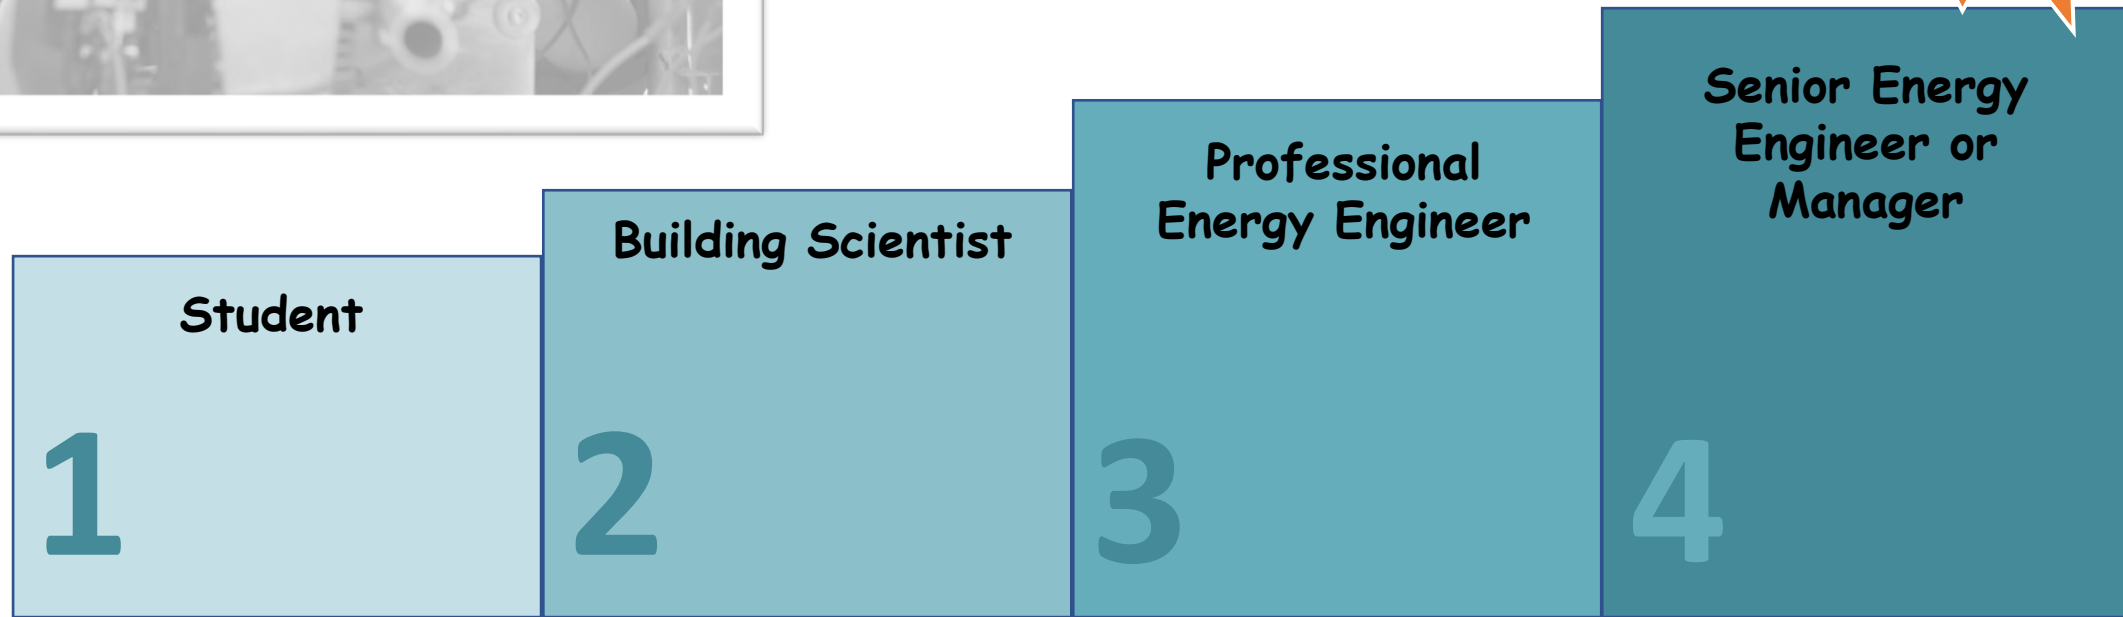 Student
1
Building Scientist
2
Professional
Energy Engineer
3
Senior Energy
Engineer or
Manager
4